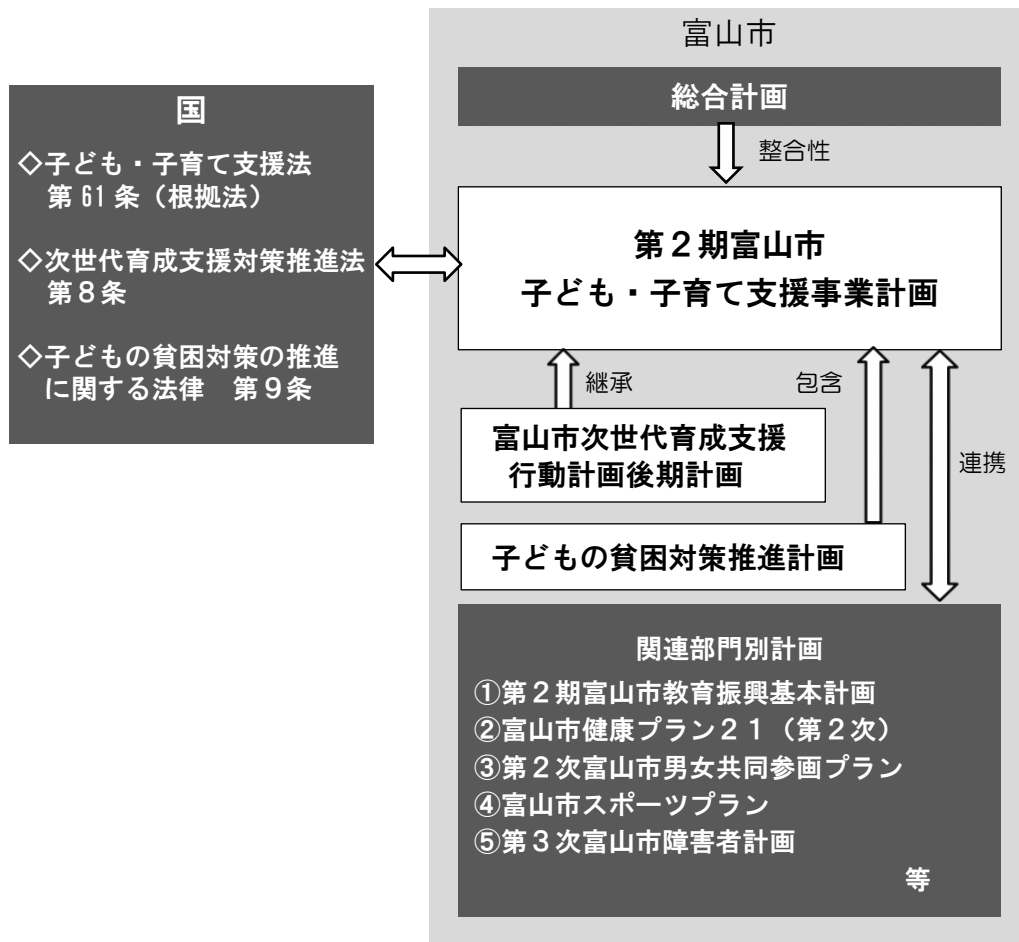 富山市
総合計画
整合性
国
◇子ども・子育て支援法
第61条（根拠法）
◇次世代育成支援対策推進法
第８条
◇子どもの貧困対策の推進
に関する法律　第９条
第２期富山市
子ども・子育て支援事業計画
継承
包含
連携
富山市次世代育成支援
行動計画後期計画
子どもの貧困対策推進計画
関連部門別計画
①第２期富山市教育振興基本計画
②富山市健康プラン２１（第２次）
③第２次富山市男女共同参画プラン
④富山市スポーツプラン
⑤第３次富山市障害者計画
等